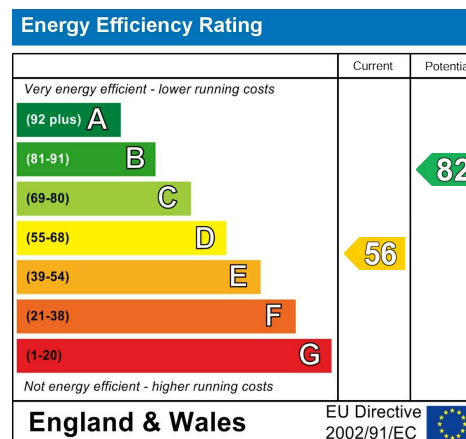 Energy Efficiency Rating
Current Potentia
Very energy efficient - lower running costs
(92 plus) A
(81-91) B
82
(69-80) C
(55-68) D
56
(39-54) E
(21-38) F
(1-20) G
Not energy efficient - higher running costs
England & Wales
EU Directive
2002/91/EC